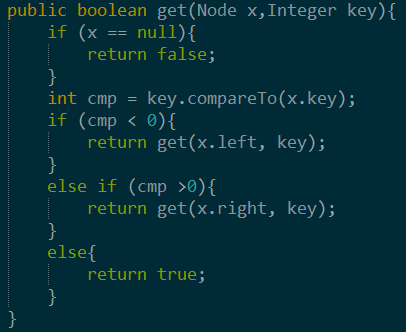 public boolean get(Node x,Integer key){
    if (x == null){
        return false;
    }
    int cmp = key.compareTo(x.key);
    if (cmp < 0){
        return get(x.left, key);
    }
    else if (cmp >0){
        return get(x.right, key);
    }
    else{
        return true;
    }
}